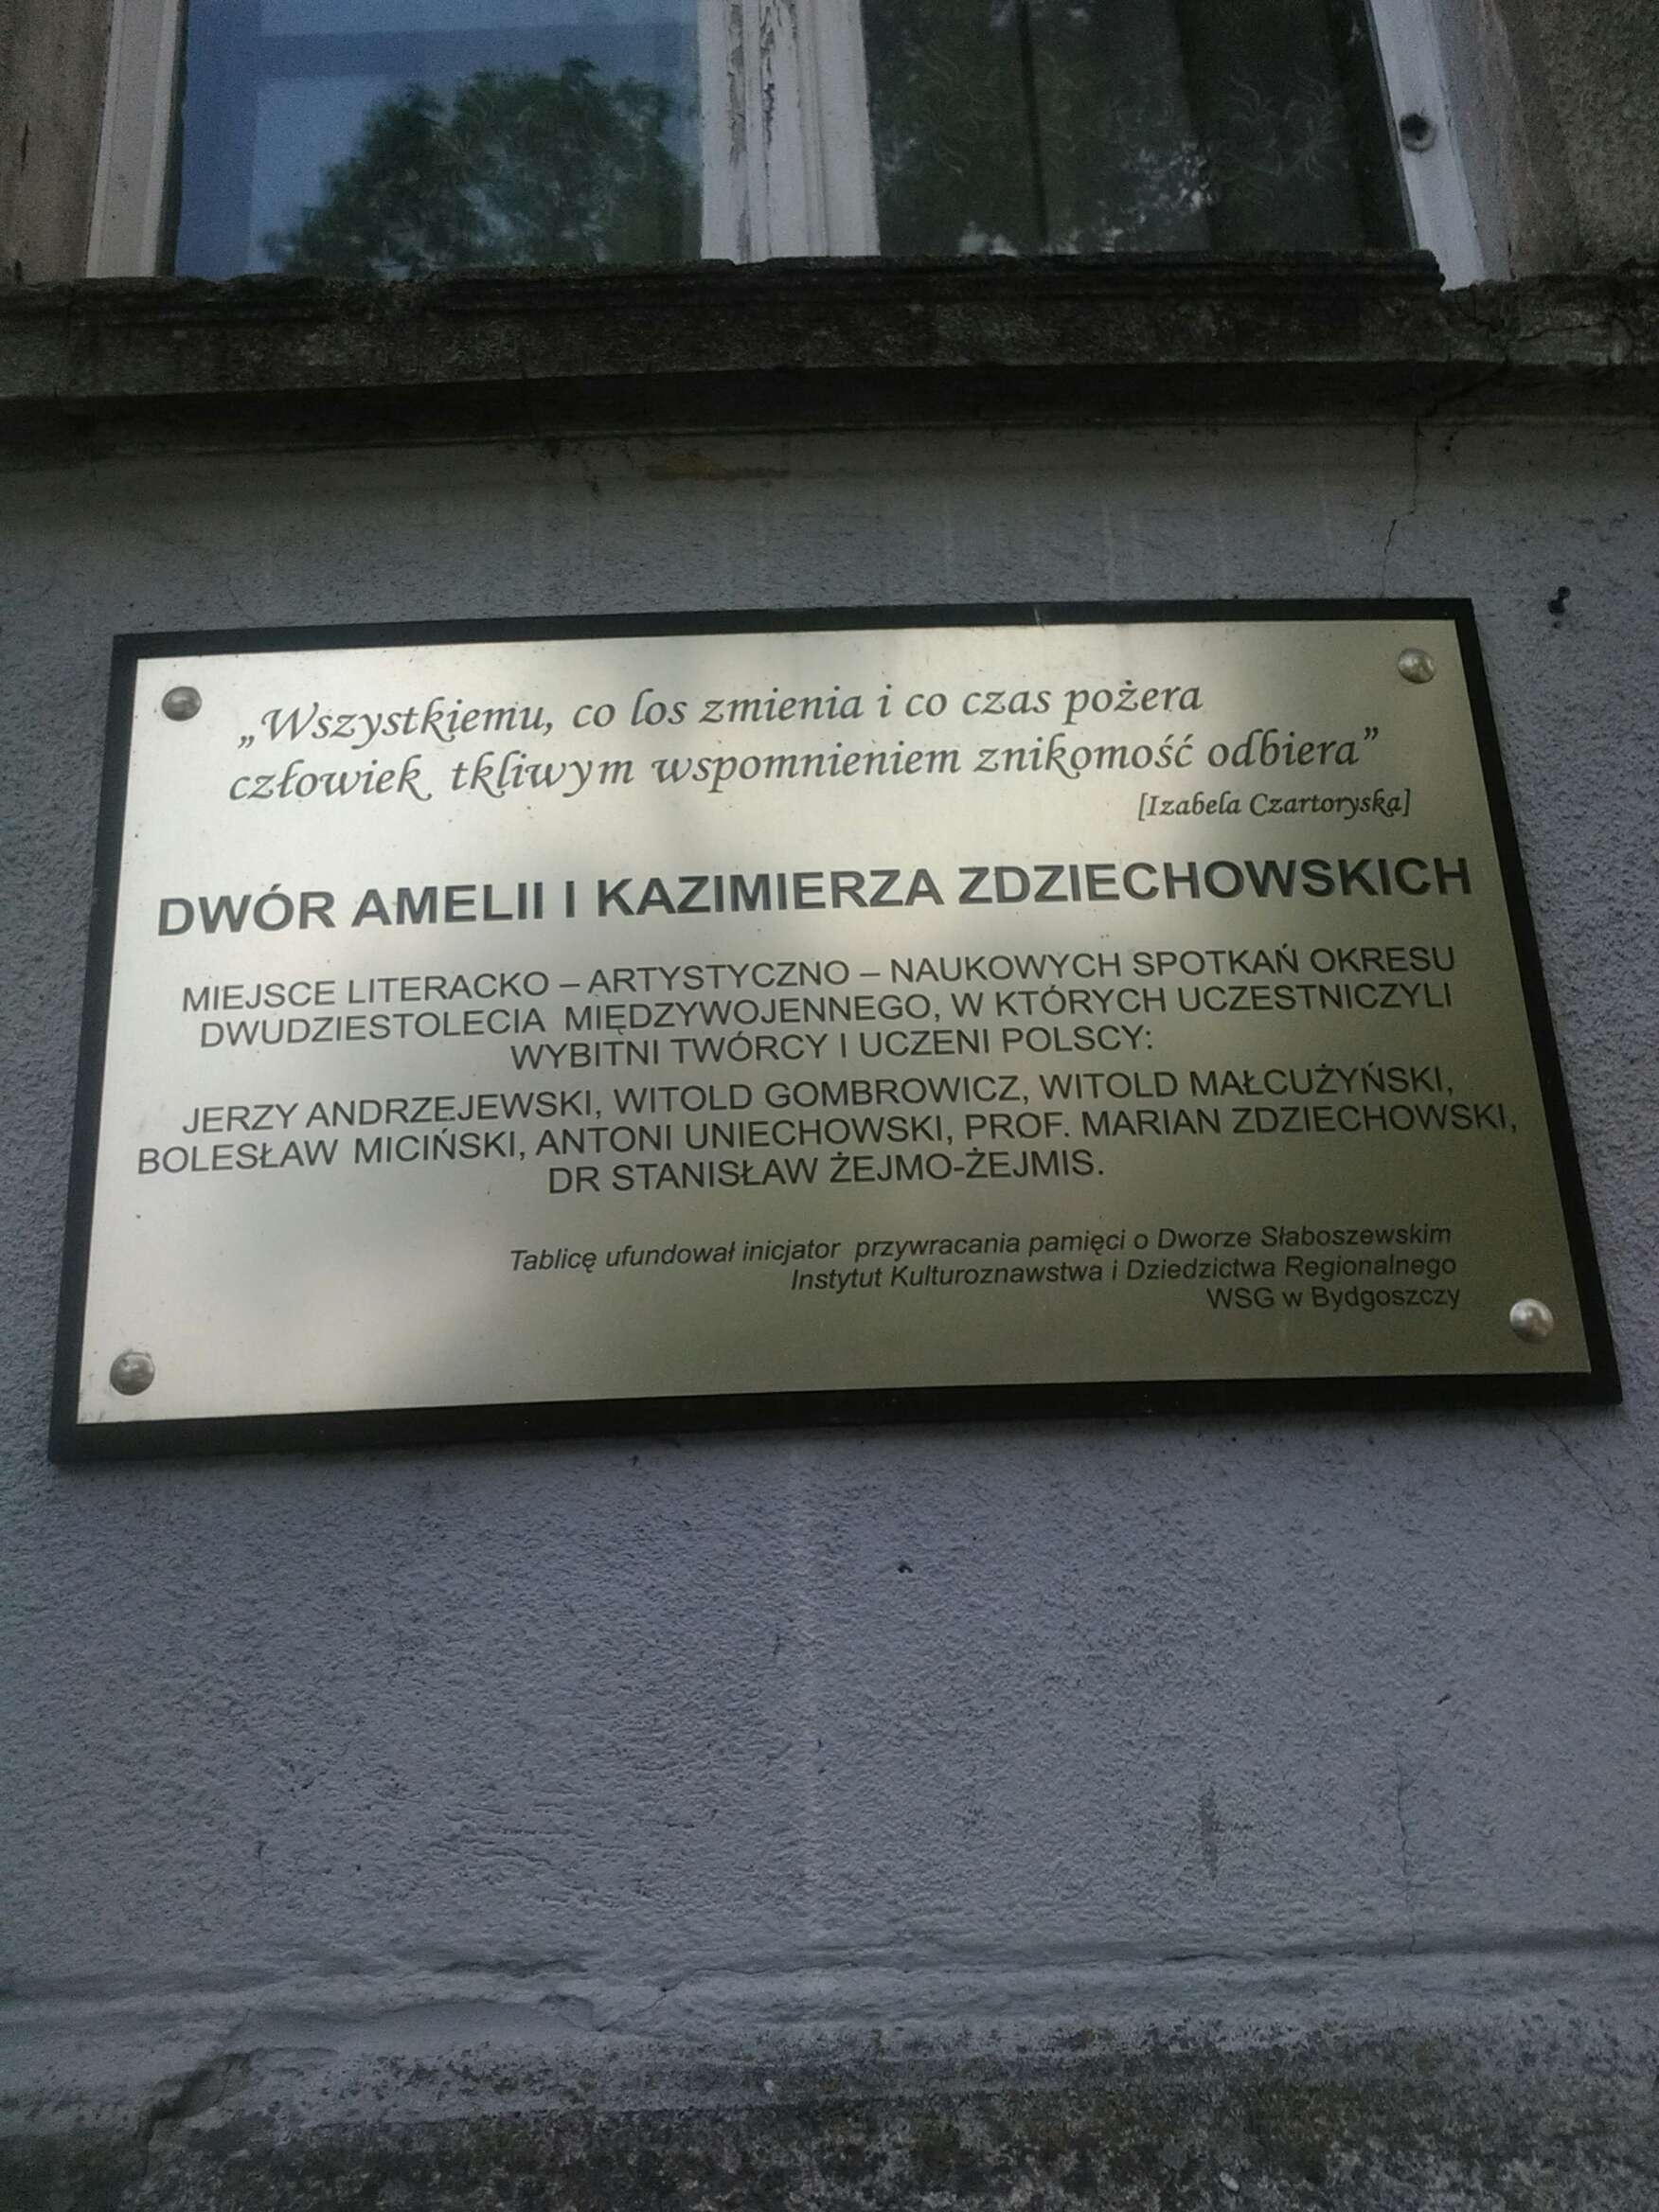 „Wszystkiemu, co los zmienia i co czas pożera
człowiek tkliwym wspomnieniem znikomość odbiera”
[Izabela Czartoryska]
DWÓR AMELII I KAZIMIERZA ZDZIECHOWSKICH
MIEJSCE LITERACKO – ARTYSTYCZNO – NAUKOWYCH SPOTKAŃ OKRESU
DWUDZIESTOLECIA MIĘDZYWOJENNEGO, W KTÓRYCH UCZESTNICZYLI
WYBITNI TWÓRCY I UCZENI POLSCY:
JERZY ANDRZEJEWSKI, WITOLD GOMBROWICZ, WITOLD MAŁCUŻYŃSKI,
BOLESŁAW MICIŃSKI, ANTONI UNIECHOWSKI, PROF. MARIAN ZDZIECHOWSKI,
DR STANISŁAW ŻEJMO-ŻEJMIS.
Tablicę ufundował inicjator przywracania pamięci o Dworze Słaboszewskim
Instytut Kulturoznawstwa i Dziedzictwa Regionalnego
WSG w Bydgoszczy